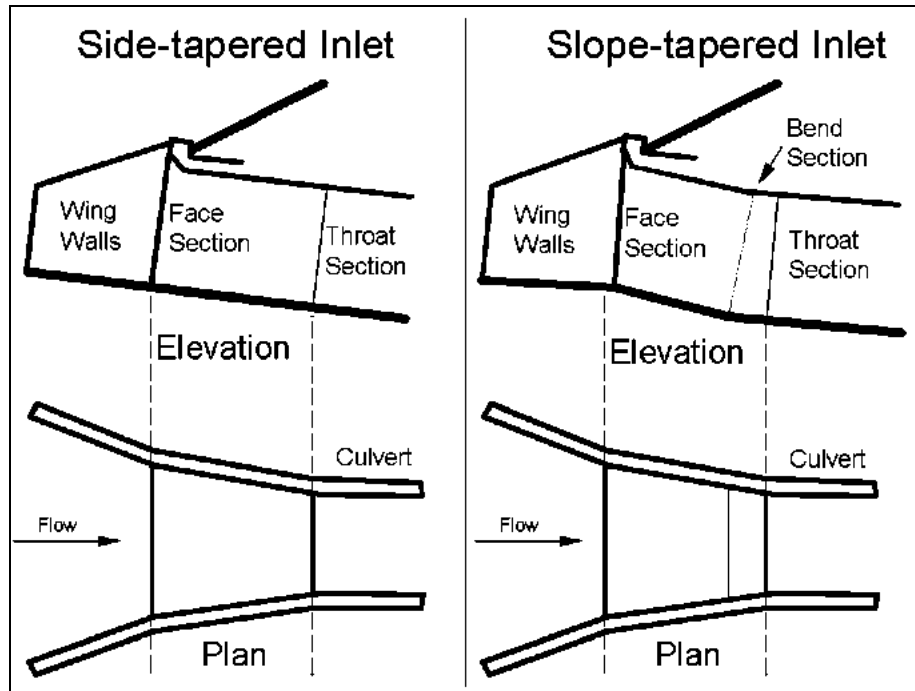 Side-tapered Inlet
Wing
Walls
Face
Section
Throat
Section
Elevation
Culvert
Flow
Plan
Slope-tapered Inlet
Bend
Section
Wing
Walls
Face
Section
Throat
Section
Elevation
Culvert
Flow
Plan